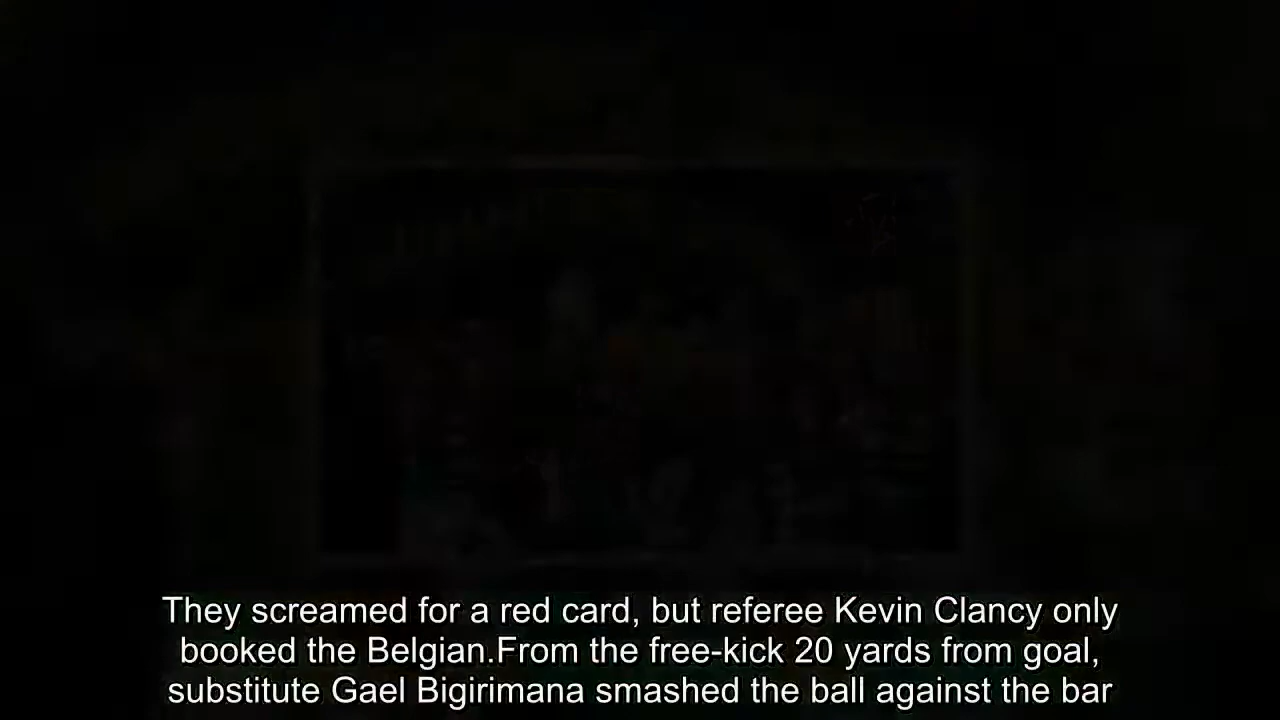 They screamed for a red card, but referee Kevin Clancy only
booked the Belgian.From the free-kick 20 yards from goal,
substitute Gael Bigirimana smashed the ball against the bar